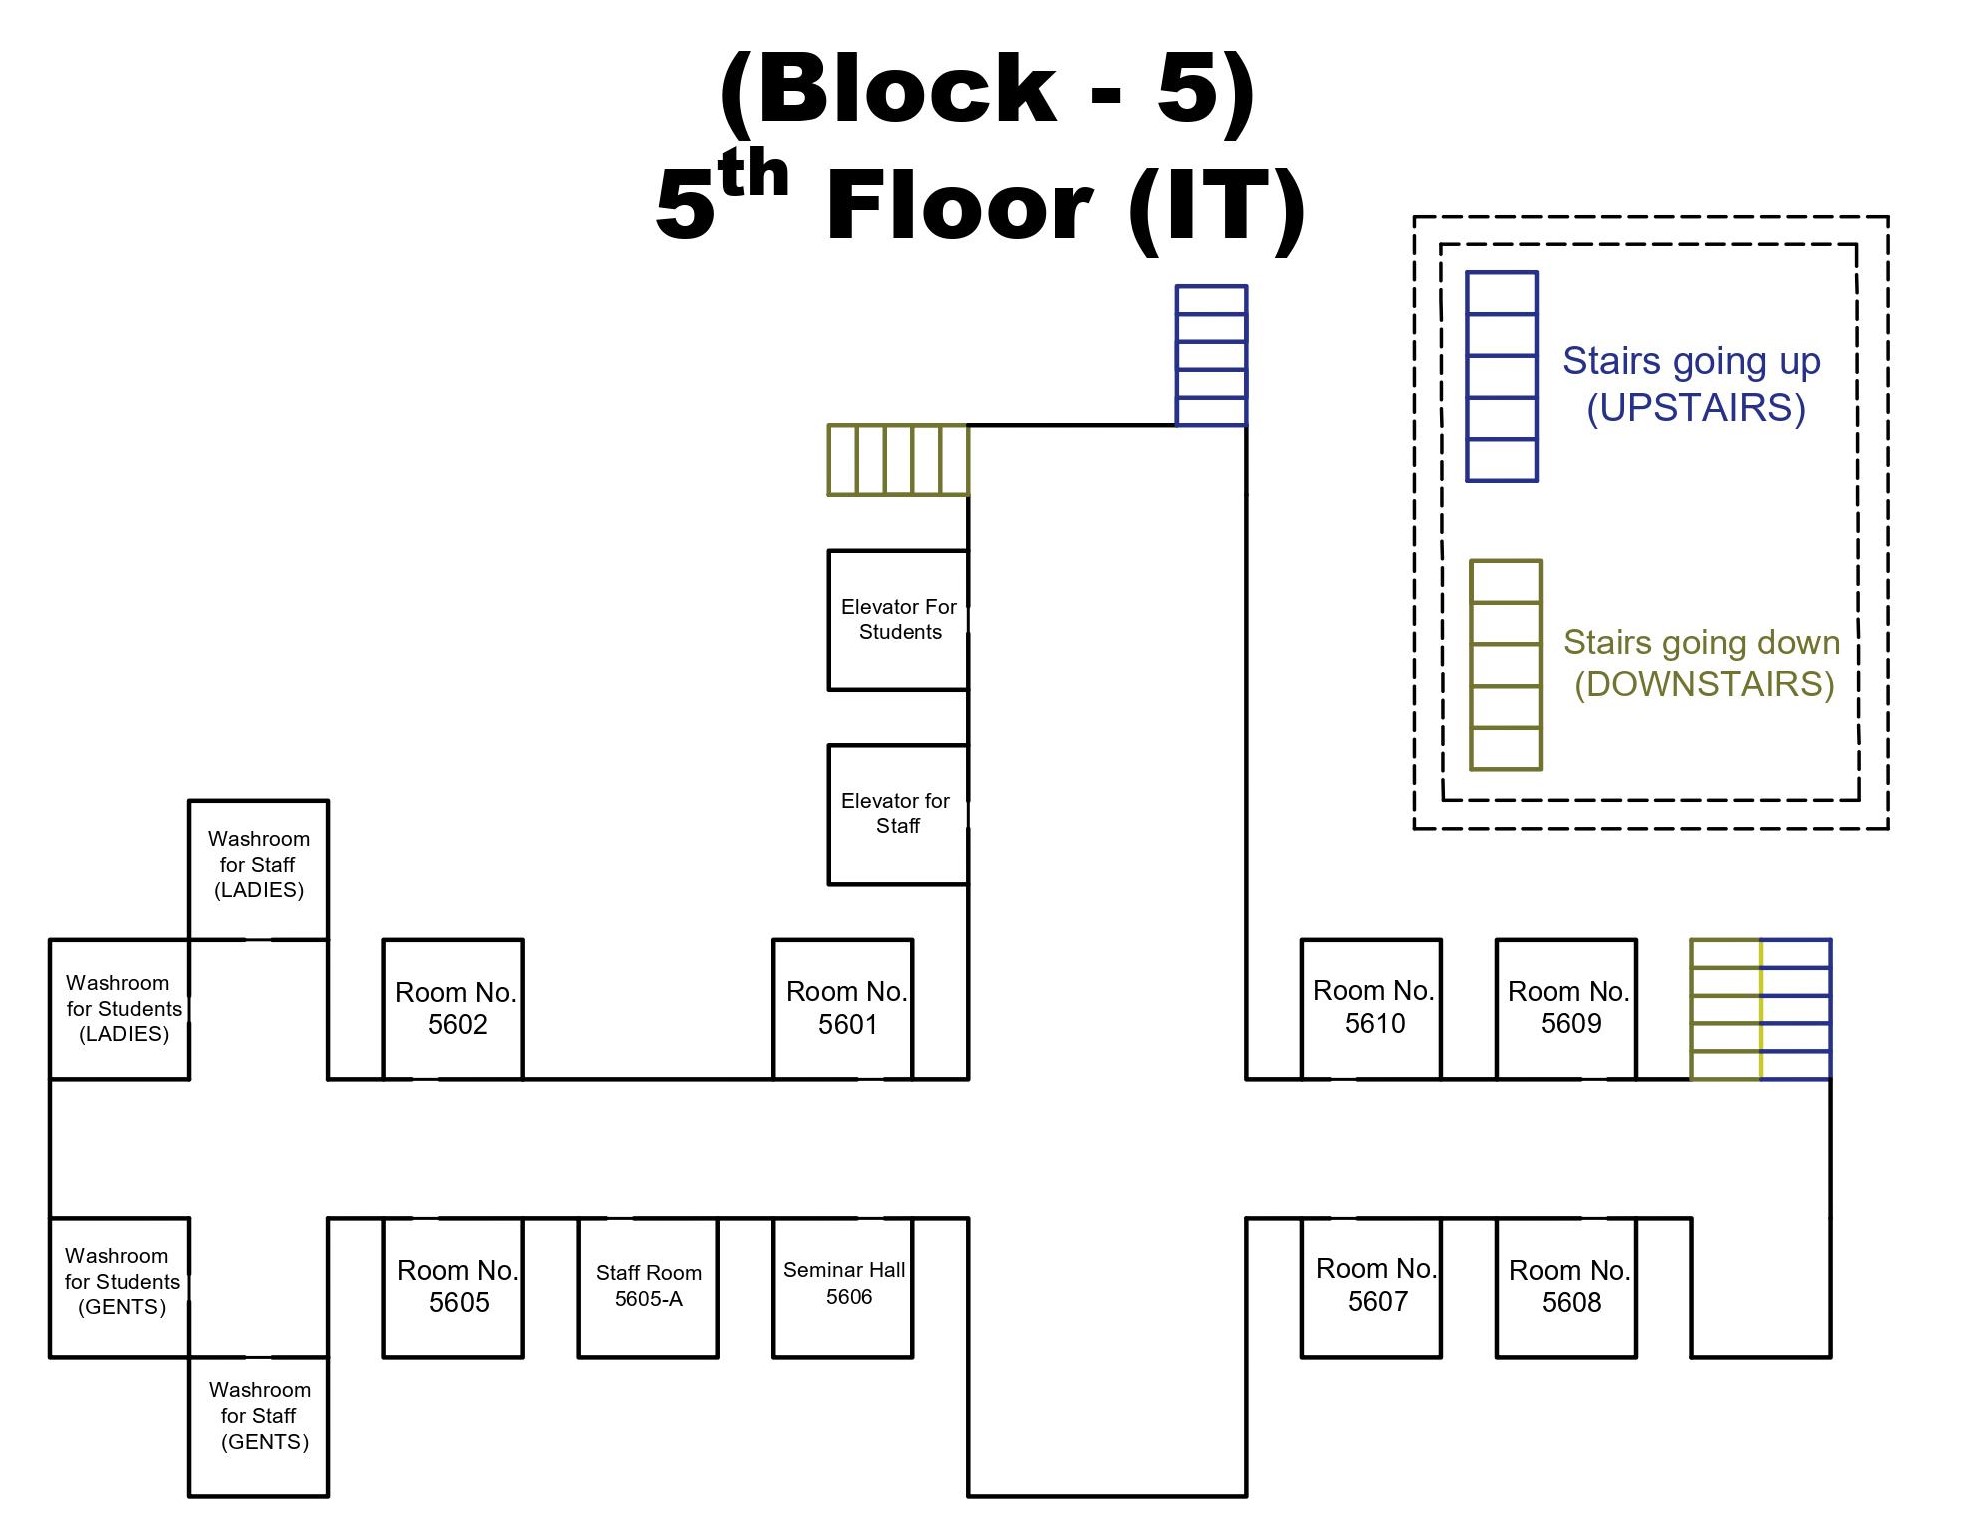 (Block - 5)
5th Floor (IT)
Stairs going up
(UPSTAIRS)
Elevator For
Students
Stairs going down
(DOWNSTAIRS)
Elevator for
Staff
Washroom
for Staff
(LADIES)
Washroom
for Students
(LADIES)
Room No.
5602
Room No.
5601
Room No.
5610
Room No.
5609
Washroom
for Students
(GENTS)
Room No.
5605
Staff Room
5605-A
Seminar Hall
5606
Room No.
5607
Room No.
5608
Washroom
for Staff
(GENTS)